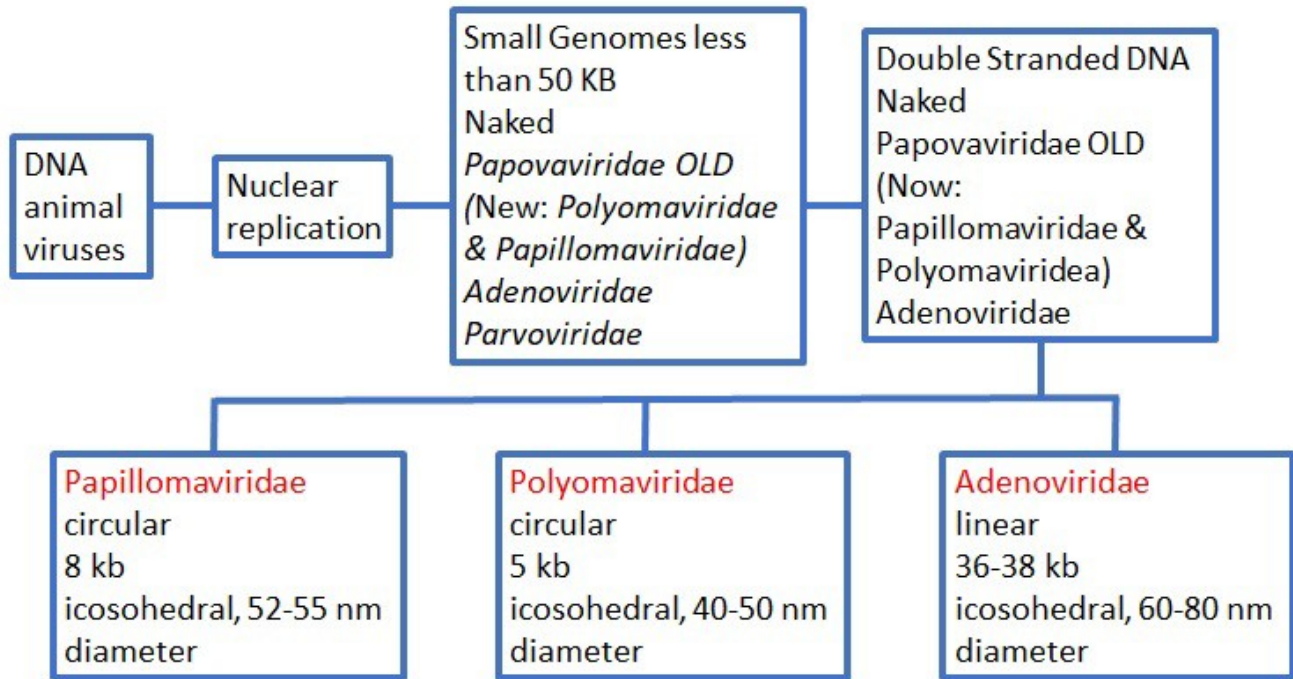 DNA
animal
viruses
Nuclear
replication
Small Genomes less
than 50 KB
Naked
Papovaviridae OLD
(New: Polyomaviridae
& Papillomaviridae)
Adenoviridae
Parvoviridae
Double Stranded DNA
Naked
Papovaviridae OLD
(Now:
Papillomaviridae &
Polyomaviridea)
Adenoviridae
Papillomaviridae
circular
8 kb
icosohedral, 52-55 nm
diameter
Polyomaviridae
circular
5 kb
icosohedral, 40-50 nm
diameter
Adenoviridae
linear
36-38 kb
icosohedral, 60-80 nm
diameter